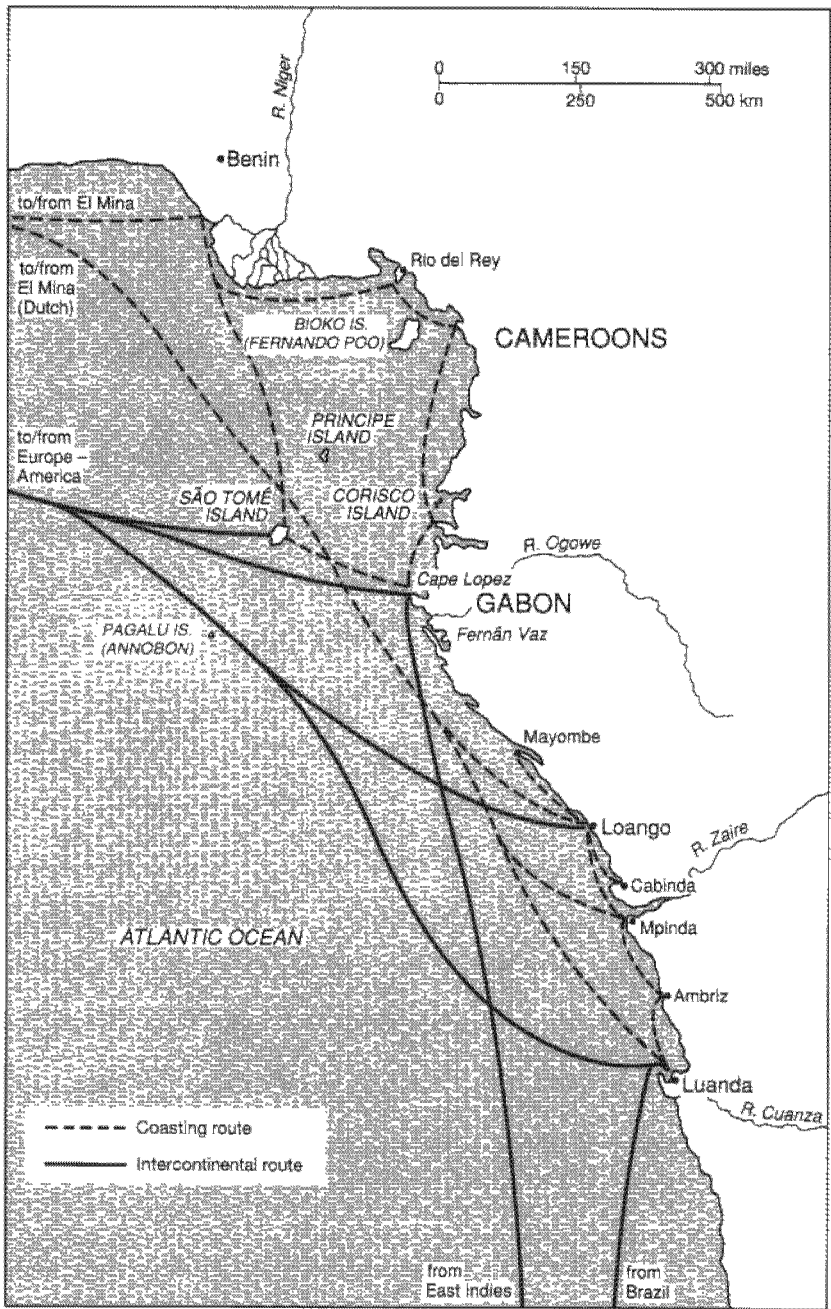 0 150 300 miles
0 250 500 km
R. Niger
Benin
to/from El Mina
Rio del Rey
to/from
El Mina
(Dutch)
BIOKO IS.
(FERNANDO POO)
CAMEROONS
PRINCIPE
ISLAND
to/from
Europe –
America
SÃO TOMÉ
ISLAND
CORISCO
ISLAND
R. Ogowe
Cape Lopez
GABON
PAGALU IS.
(ANNOBON)
Fernán Vaz
Mayombe
Loango
R. Zaire
Cabinda
Mpinda
ATLANTIC OCEAN
Ambriz
Luanda
R. Cuanza
Coasting route
Intercontinental route
from
East Indies
from
Brazil